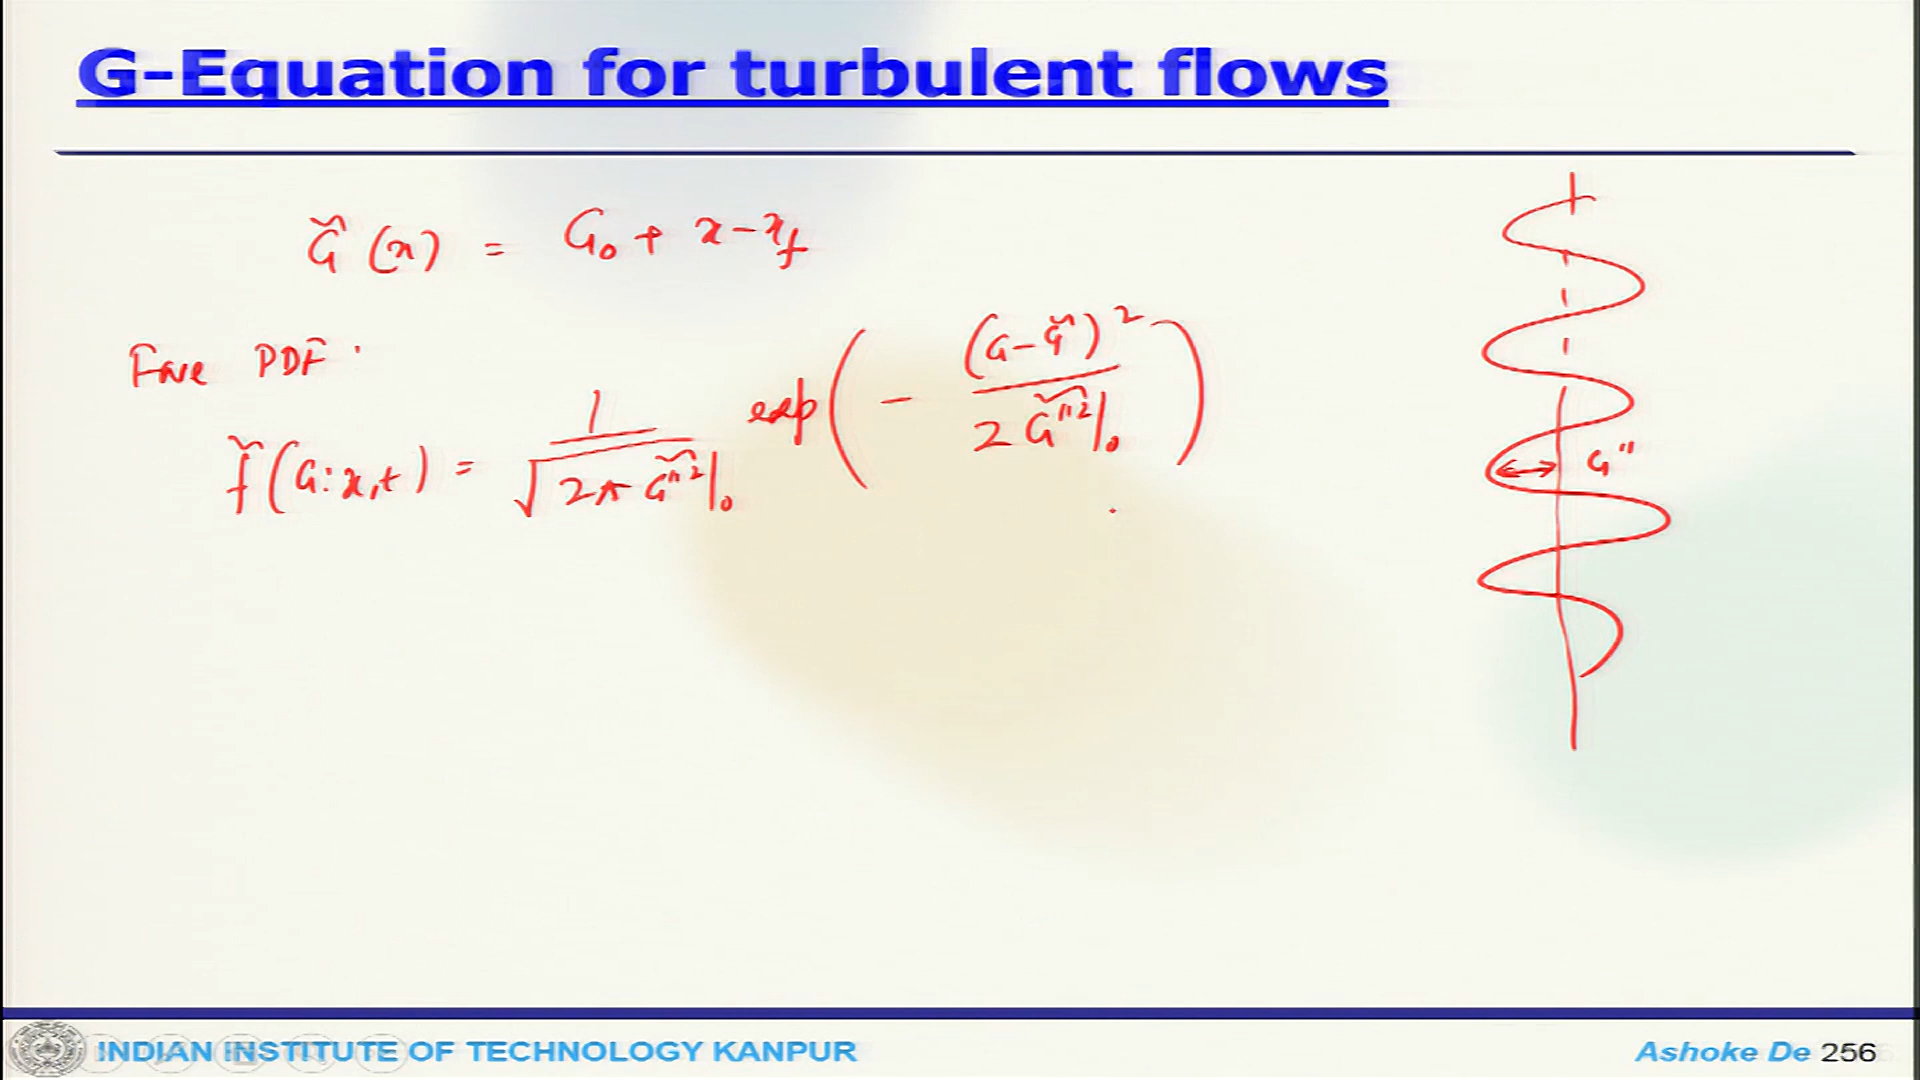 G-Equation for turbulent flows
G̃ (x) = G₀ + x - x_f
Fave PDF :
f̃ (G: x,t) = 1 / √(2π G̃''²|₀) exp( - (G - G̃)² / (2 G̃''²|₀) )
G''
INDIAN INSTITUTE OF TECHNOLOGY KANPUR
Ashoke De 256